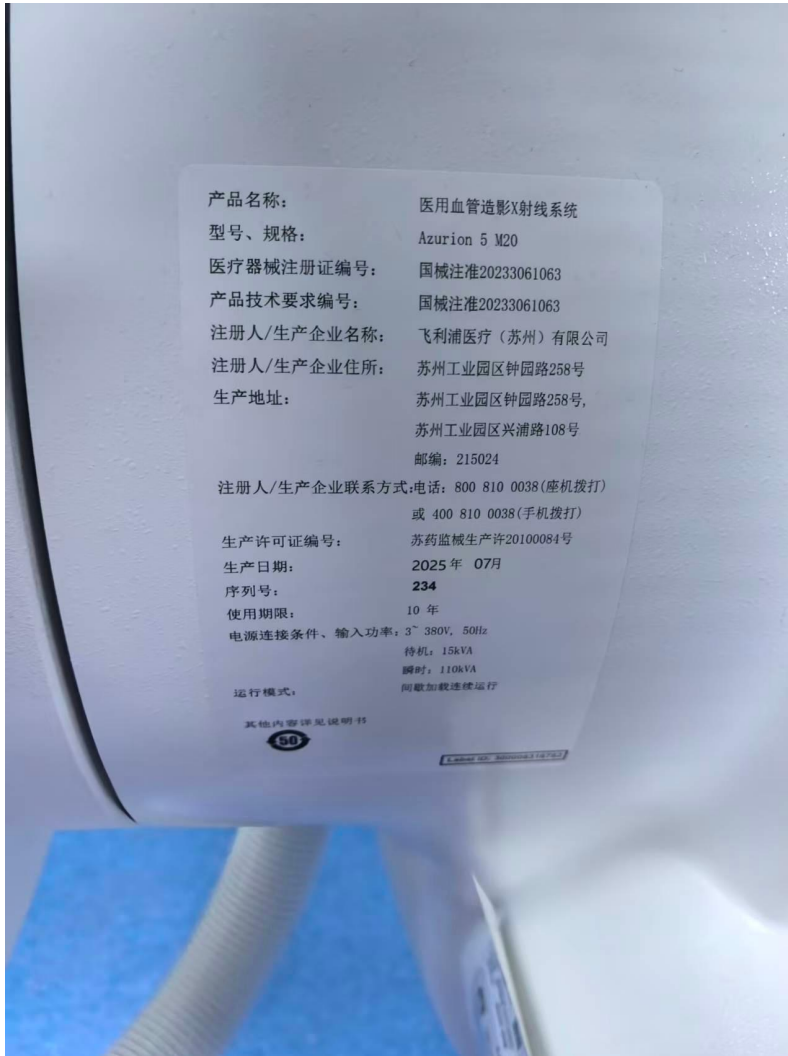 产品名称： 医用血管造影X射线系统
型号、规格： Azurion 5 M20
医疗器械注册证编号： 国械注准20233061063
产品技术要求编号： 国械注准20233061063
注册人/生产企业名称： 飞利浦医疗（苏州）有限公司
注册人/生产企业住所： 苏州工业园区钟园路258号
生产地址： 苏州工业园区钟园路258号,
苏州工业园区兴浦路108号
邮编：215024
注册人/生产企业联系方式:电话：800 810 0038(座机拨打)
或 400 810 0038(手机拨打)
生产许可证编号： 苏药监械生产许20100084号
生产日期： 2025年 07月
序列号： 234
使用期限： 10 年
电源连接条件、输入功率：3~ 380V, 50Hz
待机：15kVA
瞬时：110kVA
运行模式： 间歇加载连续运行
其他内容详见说明书
50
Label ID: